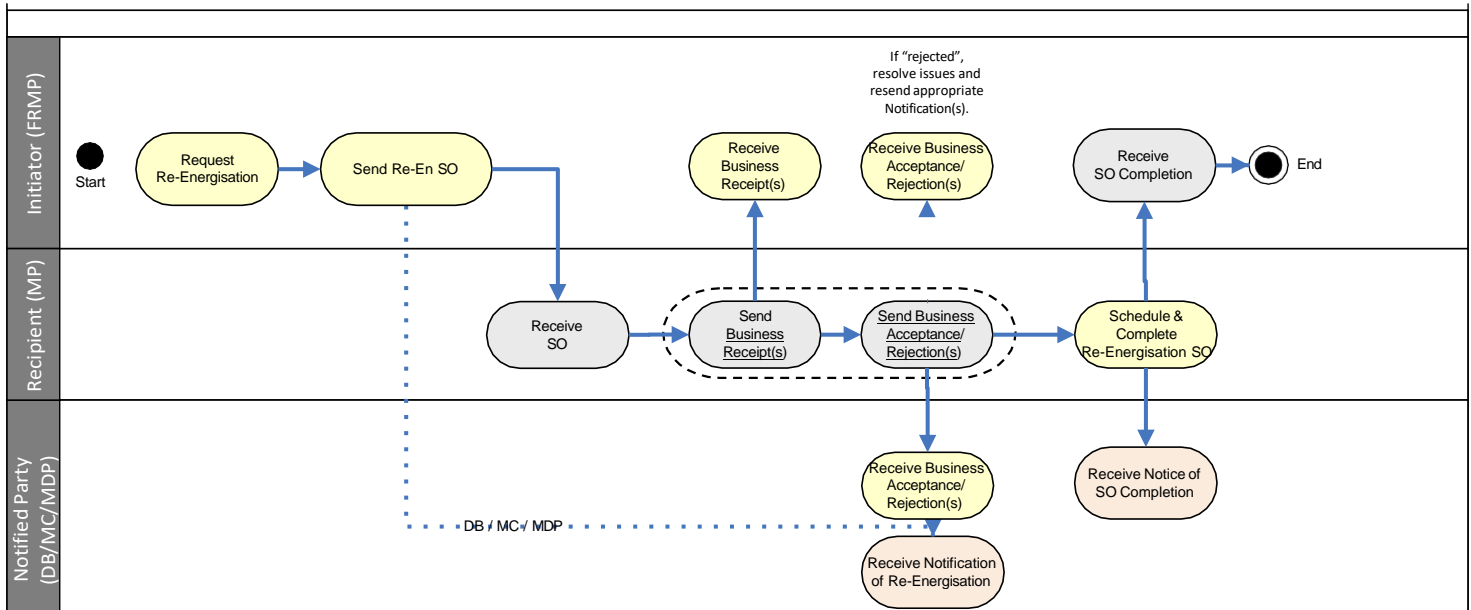 Initiator (FRMP)
Start
Request
Re-Energisation
Send Re-En SO
Receive
Business
Receipt(s)
If “rejected”,
resolve issues and
resend appropriate
Notification(s).
Receive Business
Acceptance/
Rejection(s)
Receive
SO Completion
End
Recipient (MP)
Receive
SO
Send
Business
Receipt(s)
Send Business
Acceptance/
Rejection(s)
Schedule &
Complete
Re-Energisation SO
Notified Party
(DB/MC/MDP)
DB / MC / MDP
Receive Business
Acceptance/
Rejection(s)
Receive Notification
of Re-Energisation
Receive Notice of
SO Completion